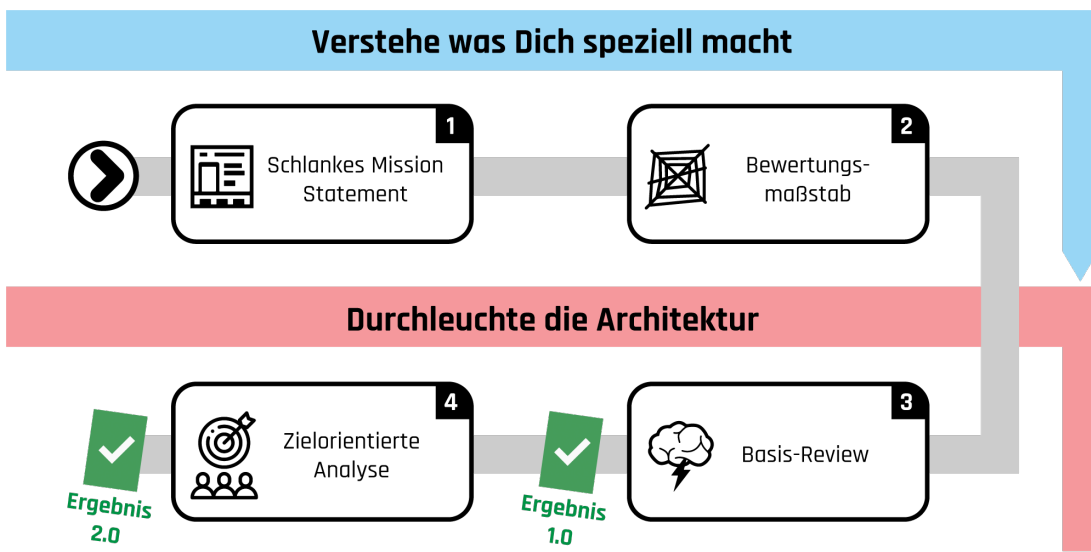 Verstehe was Dich speziell macht
1
Schlankes Mission
Statement
2
Bewertungs-
maßstab
Durchleuchte die Architektur
4
Zielorientierte
Analyse
3
Basis-Review
Ergebnis
2.0
Ergebnis
1.0